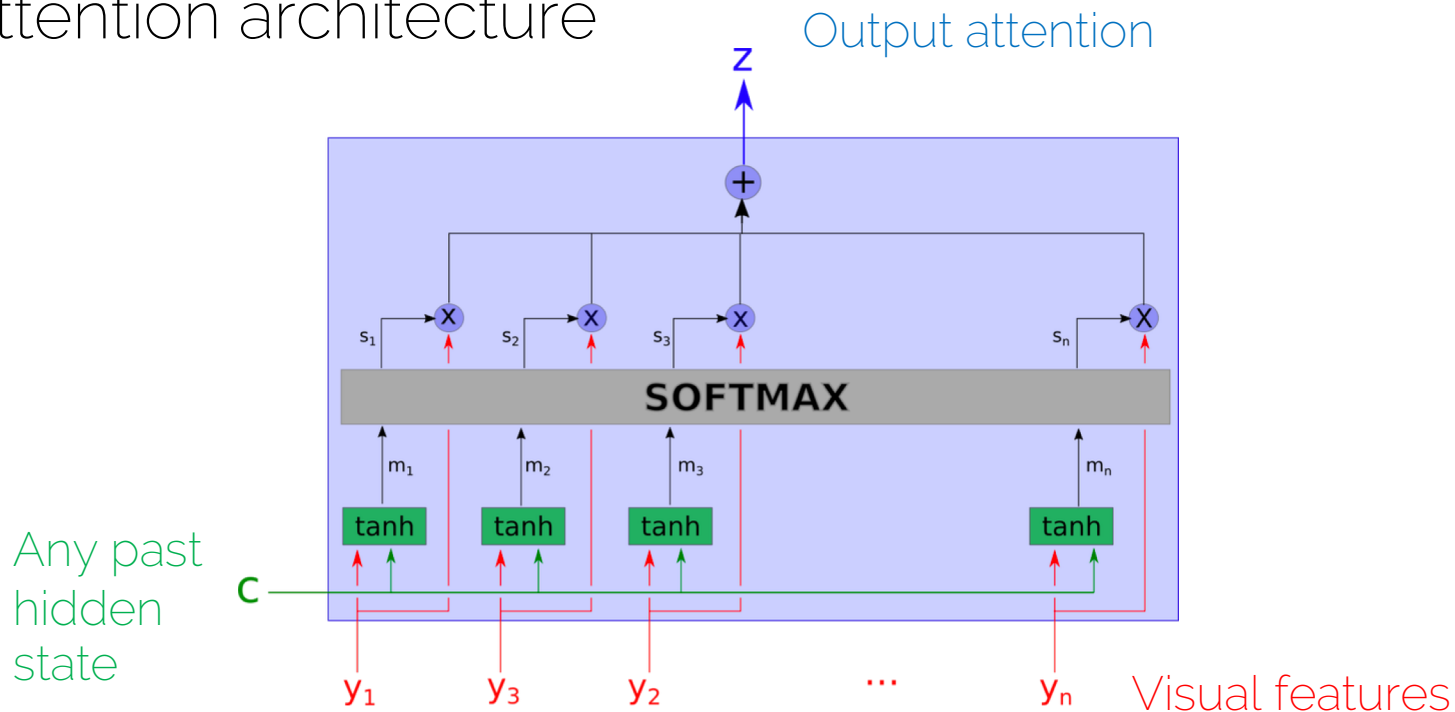 ttention architecture
Output attention
z
+
x x x X
s1 s2 s3 sn
SOFTMAX
m1 m2 m3 mn
tanh tanh tanh tanh
Any past
hidden
state
c
y1 y3 y2 ... yn
Visual features